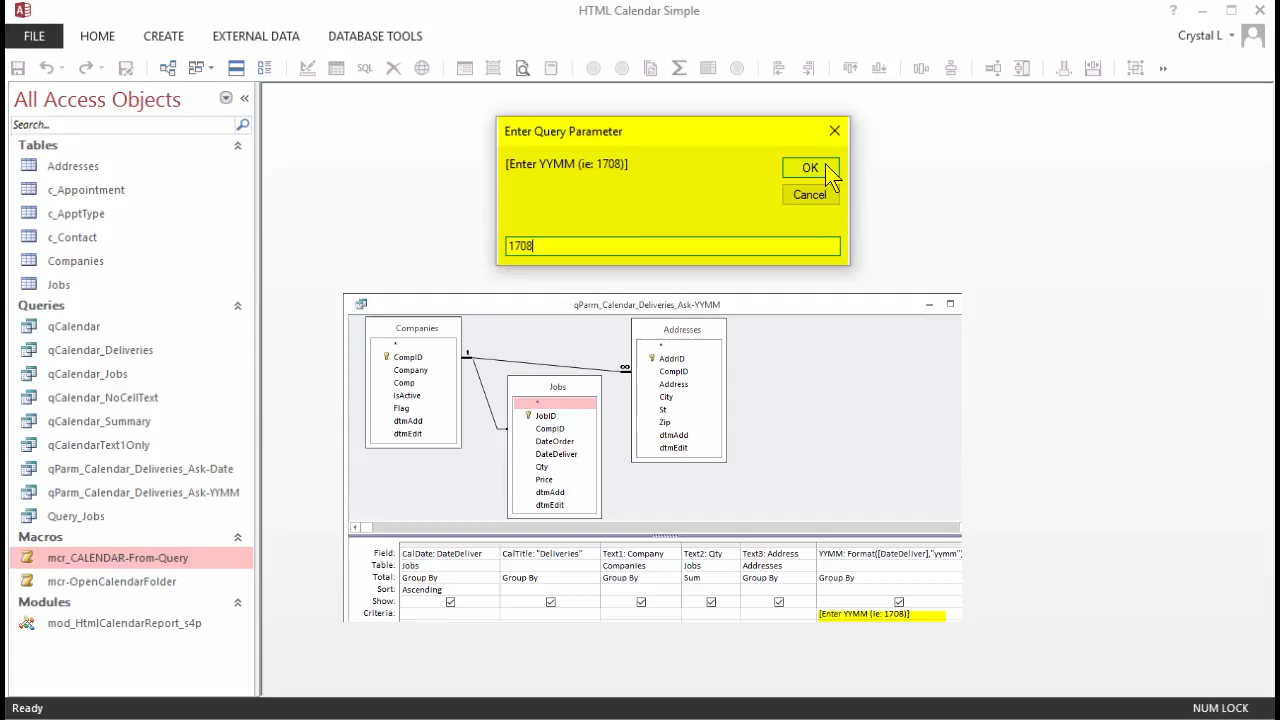 HTML Calendar Simple
?
FILE HOME CREATE EXTERNAL DATA DATABASE TOOLS
Crystal L
SQL
All Access Objects
Search...
Tables
Addresses
c_Appointment
c_ApptType
c_Contact
Companies
Jobs
Queries
qCalendar
qCalendar_Deliveries
qCalendar_Jobs
qCalendar_NoCellText
qCalendar_Summary
qCalendarText1Only
qParm_Calendar_Deliveries_Ask-Date
qParm_Calendar_Deliveries_Ask-YYMM
Query_Jobs
Macros
mcr_CALENDAR-From-Query
mcr-OpenCalendarFolder
Modules
mod_HtmlCalendarReport_s4p
Enter Query Parameter
[Enter YYMM (ie: 1708)]
OK
Cancel
1708
qParm_Calendar_Deliveries_Ask-YYMM
Companies
*
CompID
Company
Comp
IsActive
Flag
dtmAdd
dtmEdit
1
∞
Jobs
*
JobID
CompID
DateOrder
DateDeliver
Qty
Price
dtmAdd
dtmEdit
Addresses
*
AddrID
CompID
Address
City
St
Zip
dtmAdd
dtmEdit
Field: CalDate: DateDeliver CalTitle: "Deliveries" Text1: Company Text2: Qty Text3: Address YYMM: Format([DateDeliver],"yymm")
Table: Jobs Companies Jobs Addresses
Total: Group By Group By Group By Sum Group By Group By
Sort: Ascending
Show:
Criteria: [Enter YYMM (ie: 1708)]
Ready
NUM LOCK